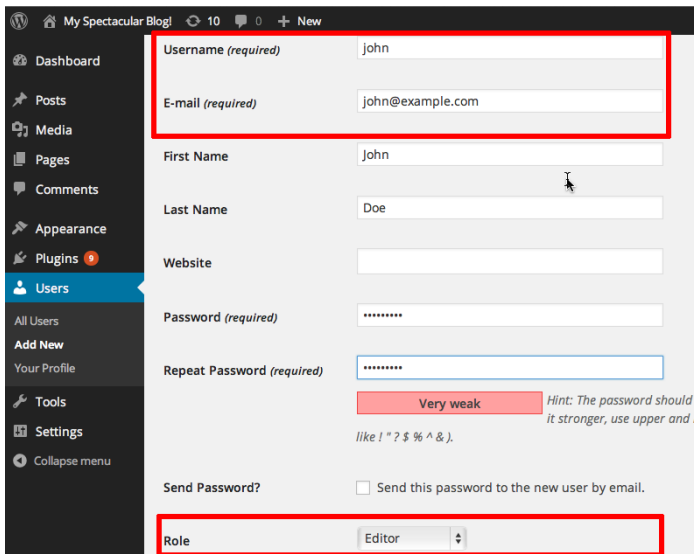 My Spectacular Blog! 10 0 + New
Dashboard
Posts
Media
Pages
Comments
Appearance
Plugins 9
Users
All Users
Add New
Your Profile
Tools
Settings
Collapse menu
Username (required) john
E-mail (required) john@example.com
First Name John
Last Name Doe
Website
Password (required) •••••••••
Repeat Password (required) •••••••••
Very weak Hint: The password should
it stronger, use upper and
like ! " ? $ % ^ & ).
Send Password? Send this password to the new user by email.
Role Editor